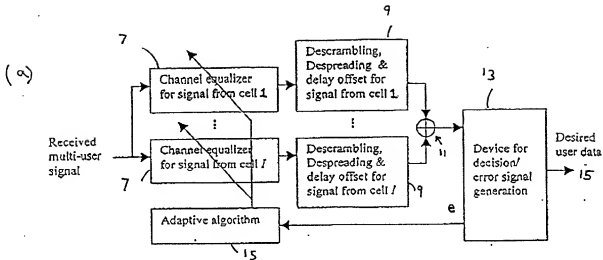 (a)
7
Channel equalizer
for signal from cell 1
9
Descrambling,
Despreading &
delay offset for
signal from cell 1
13
⋮
⋮
Received
multi-user
signal
7
Channel equalizer
for signal from cell I
Descrambling,
Despreading &
delay offset for
signal from cell I
9
11
Device for
decision/
error signal
generation
Desired
user data
15
Adaptive algorithm
15
e